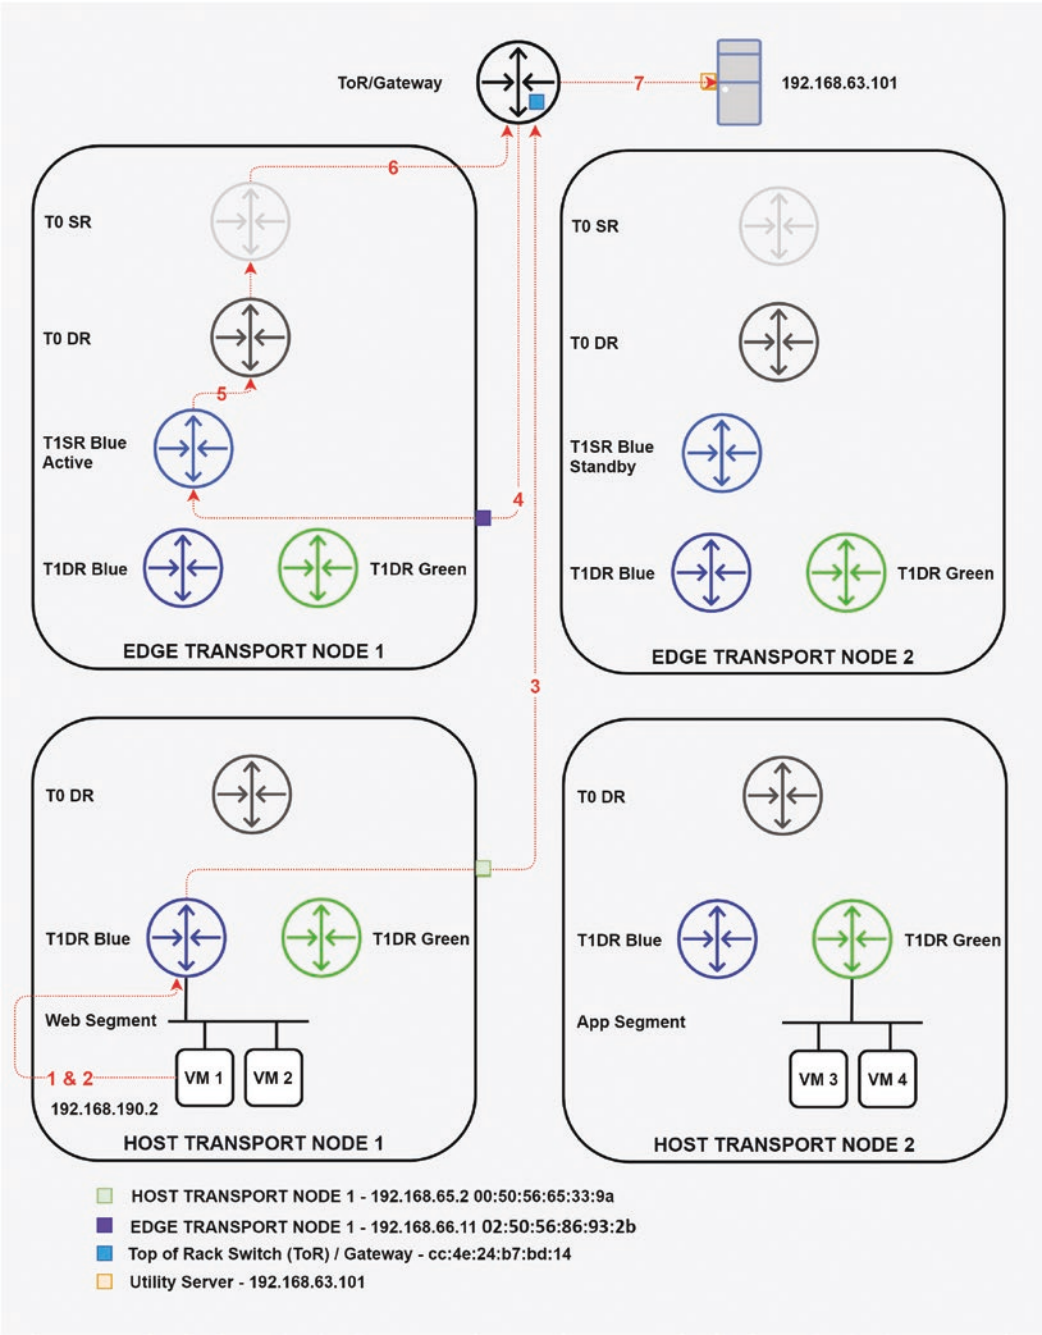 ToR/Gateway
7
192.168.63.101
6
T0 SR
T0 DR
5
T1SR Blue
Active
4
T1DR Blue
T1DR Green
EDGE TRANSPORT NODE 1
T0 SR
T0 DR
T1SR Blue
Standby
T1DR Blue
T1DR Green
EDGE TRANSPORT NODE 2
3
T0 DR
T1DR Blue
T1DR Green
Web Segment
1 & 2
VM 1
VM 2
192.168.190.2
HOST TRANSPORT NODE 1
T0 DR
T1DR Blue
T1DR Green
App Segment
VM 3
VM 4
HOST TRANSPORT NODE 2
HOST TRANSPORT NODE 1 - 192.168.65.2 00:50:56:65:33:9a
EDGE TRANSPORT NODE 1 - 192.168.66.11 02:50:56:86:93:2b
Top of Rack Switch (ToR) / Gateway - cc:4e:24:b7:bd:14
Utility Server - 192.168.63.101